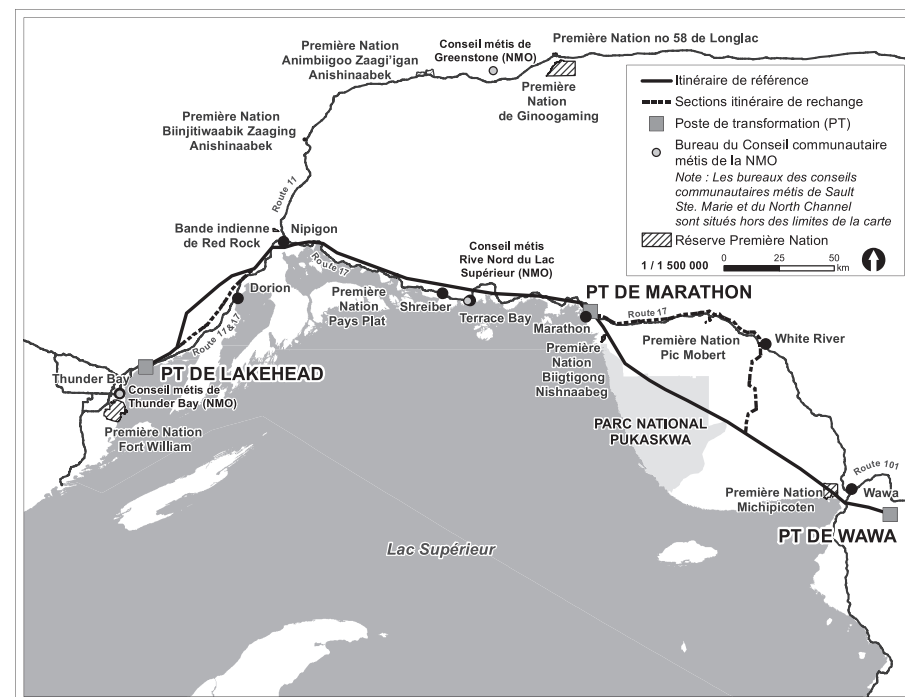 Première Nation
Animbiigoo Zaagi'igan
Anishinaabek
Conseil métis de
Greenstone (NMO)
Première Nation no 58 de Longlac
Première
Nation
de Ginoogaming
Première Nation
Biinjitiwaabik Zaaging
Anishinaabek
Itinéraire de référence
Sections itinéraire de rechange
Poste de transformation (PT)
Bureau du Conseil communautaire
métis de la NMO
Note : Les bureaux des conseils
communautaires métis de Sault
Ste. Marie et du North Channel
sont situés hors des limites de la carte
Réserve Première Nation
1 / 1 500 000
0 25 50
km
Route 11
Bande indienne
de Red Rock
Nipigon
Route 17
Conseil métis
Rive Nord du Lac
Supérieur (NMO)
Dorion
Première
Nation
Pays Plat
Shreiber
Terrace Bay
PT DE MARATHON
Marathon
Route 17
Première Nation
Pic Mobert
White River
Première
Nation
Biigtigong
Nishnaabeg
Route 11
&17
Thunder Bay
PT DE LAKEHEAD
Conseil métis de
Thunder Bay (NMO)
Première Nation
Fort William
PARC NATIONAL
PUKASKWA
Route 101
Première Nation
Michipicoten
Wawa
PT DE WAWA
Lac Supérieur